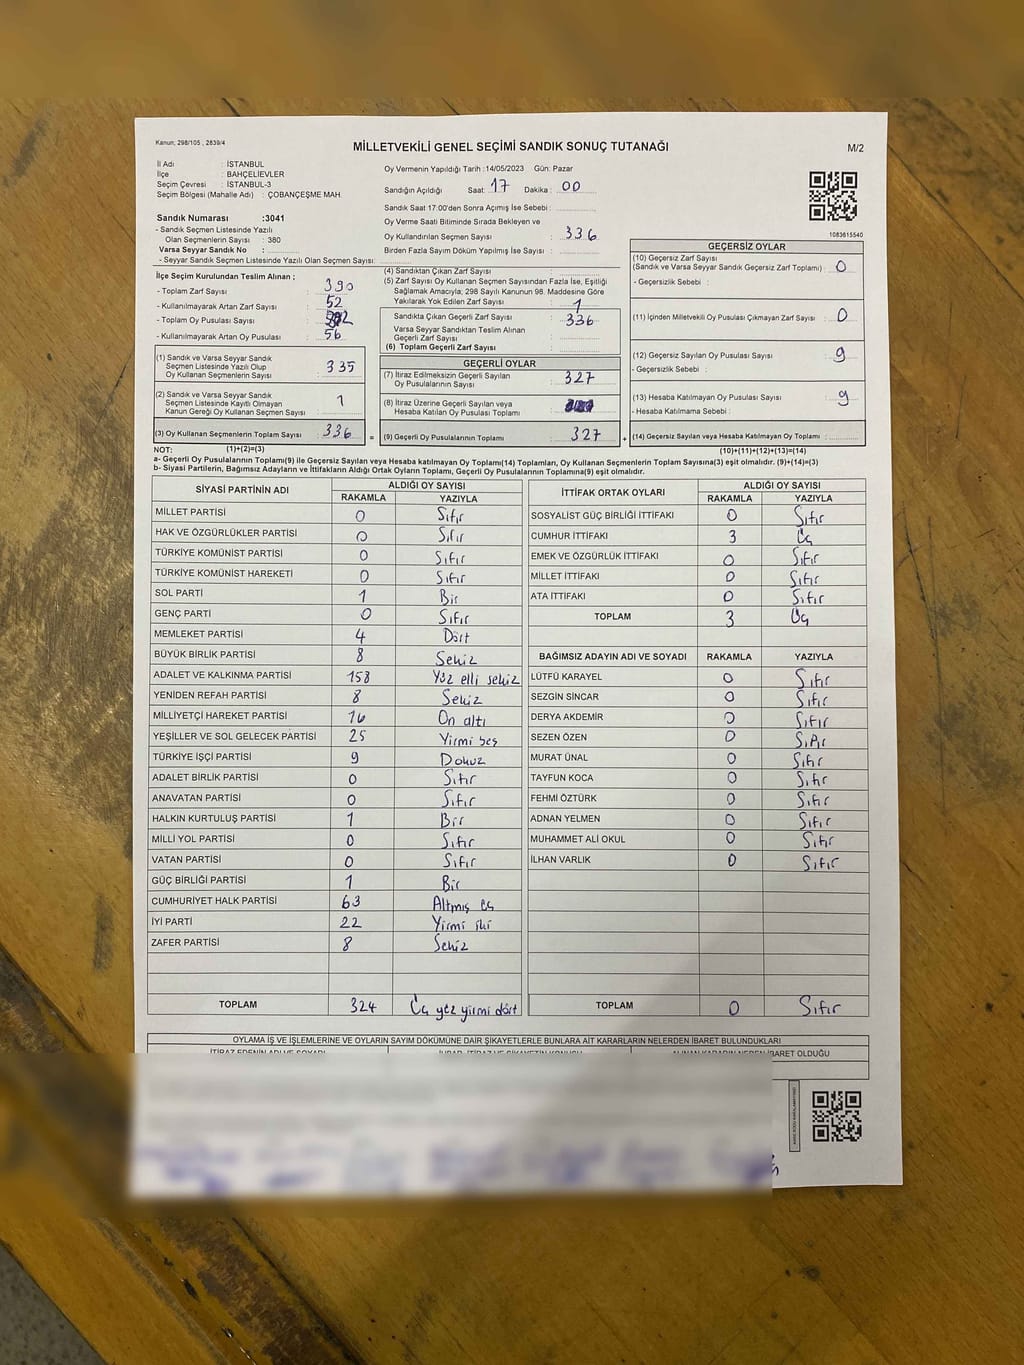 Kanun, 298/105 , 2839/4
MİLLETVEKİLİ GENEL SEÇİMİ SANDIK SONUÇ TUTANAĞI
M/2
İl Adı : İSTANBUL
İlçe : BAHÇELİEVLER
Seçim Çevresi : İSTANBUL-3
Seçim Bölgesi (Mahalle Adı) : ÇOBANÇEŞME MAH.
Sandık Numarası :3041
- Sandık Seçmen Listesinde Yazılı
Olan Seçmenlerin Sayısı : 380
Varsa Seyyar Sandık No :
- Seyyar Sandık Seçmen Listesinde Yazılı Olan Seçmen Sayısı:
Oy Vermenin Yapıldığı Tarih :14/05/2023 Gün: Pazar
Sandığın Açıldığı Saat: 17 Dakika : 00
Sandık Saat 17:00'den Sonra Açımış İse Sebebi :
Oy Verme Saati Bitiminde Sırada Bekleyen ve
Oy Kullandırılan Seçmen Sayısı : 336
Birden Fazla Sayım Döküm Yapılmış İse Sayısı :
1083615540
İlçe Seçim Kurulundan Teslim Alınan ;
- Toplam Zarf Sayısı : 390
- Kullanılmayarak Artan Zarf Sayısı : 52
- Toplam Oy Pusulası Sayısı :
- Kullanılmayarak Artan Oy Pusulası : 56
(1) Sandık ve Varsa Seyyar Sandık
Seçmen Listesinde Yazılı Olup
Oy Kullanan Seçmenlerin Sayısı : 335
(2) Sandık ve Varsa Seyyar Sandık
Seçmen Listesinde Kayıtlı Olmayan
Kanun Gereği Oy Kullanan Seçmen Sayısı : 1
(3) Oy Kullanan Seçmenlerin Toplam Sayısı : 336 =
(4) Sandıktan Çıkan Zarf Sayısı :
(5) Zarf Sayısı Oy Kullanan Seçmen Sayısından Fazla İse, Eşitliği
Sağlamak Amacıyla; 298 Sayılı Kanunun 98. Maddesine Göre
Yakılarak Yok Edilen Zarf Sayısı : 1
Sandıkta Çıkan Geçerli Zarf Sayısı : 336
Varsa Seyyar Sandıktan Teslim Alınan
Geçerli Zarf Sayısı :
(6) Toplam Geçerli Zarf Sayısı :
GEÇERLİ OYLAR
(7) İtiraz Edilmeksizin Geçerli Sayılan
Oy Pusulalarının Sayısı : 327
(8) İtiraz Üzerine Geçerli Sayılan veya
Hesaba Katılan Oy Pusulası Toplamı :
(9) Geçerli Oy Pusulalarının Toplamı : 327 +
GEÇERSİZ OYLAR
(10) Geçersiz Zarf Sayısı
(Sandık ve Varsa Seyyar Sandık Geçersiz Zarf Toplamı) : 0
- Geçersizlik Sebebi :
(11) İçinden Milletvekili Oy Pusulası Çıkmayan Zarf Sayısı : 0
(12) Geçersiz Sayılan Oy Pusulası Sayısı : 9
- Geçersizlik Sebebi :
(13) Hesaba Katılmayan Oy Pusulası Sayısı : 9
- Hesaba Katılmama Sebebi :
(14) Geçersiz Sayılan veya Hesaba Katılmayan Oy Toplamı :
NOT: (1)+(2)=(3) (10)+(11)+(12)+(13)=(14)
a- Geçerli Oy Pusulalarının Toplamı(9) ile Geçersiz Sayılan veya Hesaba katılmayan Oy Toplamı(14) Toplamları, Oy Kullanan Seçmenlerin Toplam Sayısına(3) eşit olmalıdır. (9)+(14)=(3)
b- Siyasi Partilerin, Bağımsız Adayların ve İttifakların Aldığı Ortak Oyların Toplamı, Geçerli Oy Pusulalarının Toplamına(9) eşit olmalıdır.
SİYASİ PARTİNİN ADI ALDIĞI OY SAYISI
RAKAMLA YAZIYLA
MİLLET PARTİSİ 0 Sıfır
HAK VE ÖZGÜRLÜKLER PARTİSİ 0 Sıfır
TÜRKİYE KOMÜNİST PARTİSİ 0 Sıfır
TÜRKİYE KOMÜNİST HAREKETİ 0 Sıfır
SOL PARTİ 1 Bir
GENÇ PARTİ 0 Sıfır
MEMLEKET PARTİSİ 4 Dört
BÜYÜK BİRLİK PARTİSİ 8 Sekiz
ADALET VE KALKINMA PARTİSİ 158 Yüz elli sekiz
YENİDEN REFAH PARTİSİ 8 Sekiz
MİLLİYETÇİ HAREKET PARTİSİ 16 On altı
YEŞİLLER VE SOL GELECEK PARTİSİ 25 Yirmi beş
TÜRKİYE İŞÇİ PARTİSİ 9 Dokuz
ADALET BİRLİK PARTİSİ 0 Sıfır
ANAVATAN PARTİSİ 0 Sıfır
HALKIN KURTULUŞ PARTİSİ 1 Bir
MİLLİ YOL PARTİSİ 0 Sıfır
VATAN PARTİSİ 0 Sıfır
GÜÇ BİRLİĞİ PARTİSİ 1 Bir
CUMHURİYET HALK PARTİSİ 63 Altmış üç
İYİ PARTİ 22 Yirmi iki
ZAFER PARTİSİ 8 Sekiz
TOPLAM 324 Üç yüz yirmi dört
İTTİFAK ORTAK OYLARI ALDIĞI OY SAYISI
RAKAMLA YAZIYLA
SOSYALİST GÜÇ BİRLİĞİ İTTİFAKI 0 Sıfır
CUMHUR İTTİFAKI 3 Üç
EMEK VE ÖZGÜRLÜK İTTİFAKI 0 Sıfır
MİLLET İTTİFAKI 0 Sıfır
ATA İTTİFAKI 0 Sıfır
TOPLAM 3 Üç
BAĞIMSIZ ADAYIN ADI VE SOYADI RAKAMLA YAZIYLA
LÜTFÜ KARAYEL 0 Sıfır
SEZGİN SİNCAR 0 Sıfır
DERYA AKDEMİR 0 Sıfır
SEZEN ÖZEN 0 Sıfır
MURAT ÜNAL 0 Sıfır
TAYFUN KOCA 0 Sıfır
FEHMİ ÖZTÜRK 0 Sıfır
ADNAN YELMEN 0 Sıfır
MUHAMMET ALİ OKUL 0 Sıfır
İLHAN VARLIK 0 Sıfır
TOPLAM 0 Sıfır
OYLAMA İŞ VE İŞLEMLERİNE VE OYLARIN SAYIM DÖKÜMÜNE DAİR ŞİKAYETLERLE BUNLARA AİT KARARLARIN NELERDEN İBARET BULUNDUKLARI
İTİRAZ EDENİN ADI VE SOYADI İHBAR, İTİRAZ VE ŞİKAYETİN KONUSU ALINAN KARARIN NEDEN İBARET OLDUĞU